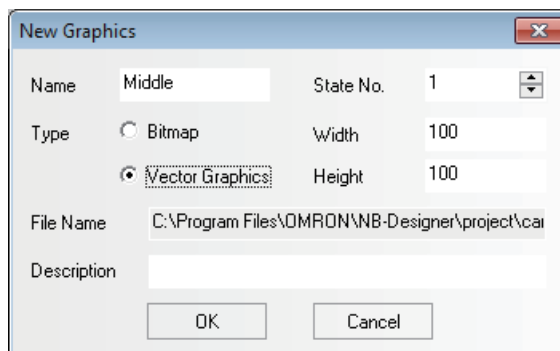 New Graphics
Name Middle State No. 1
Type Bitmap Width 100
Vector Graphics Height 100
File Name C:\Program Files\OMRON\NB-Designer\project\
Description
OK Cancel